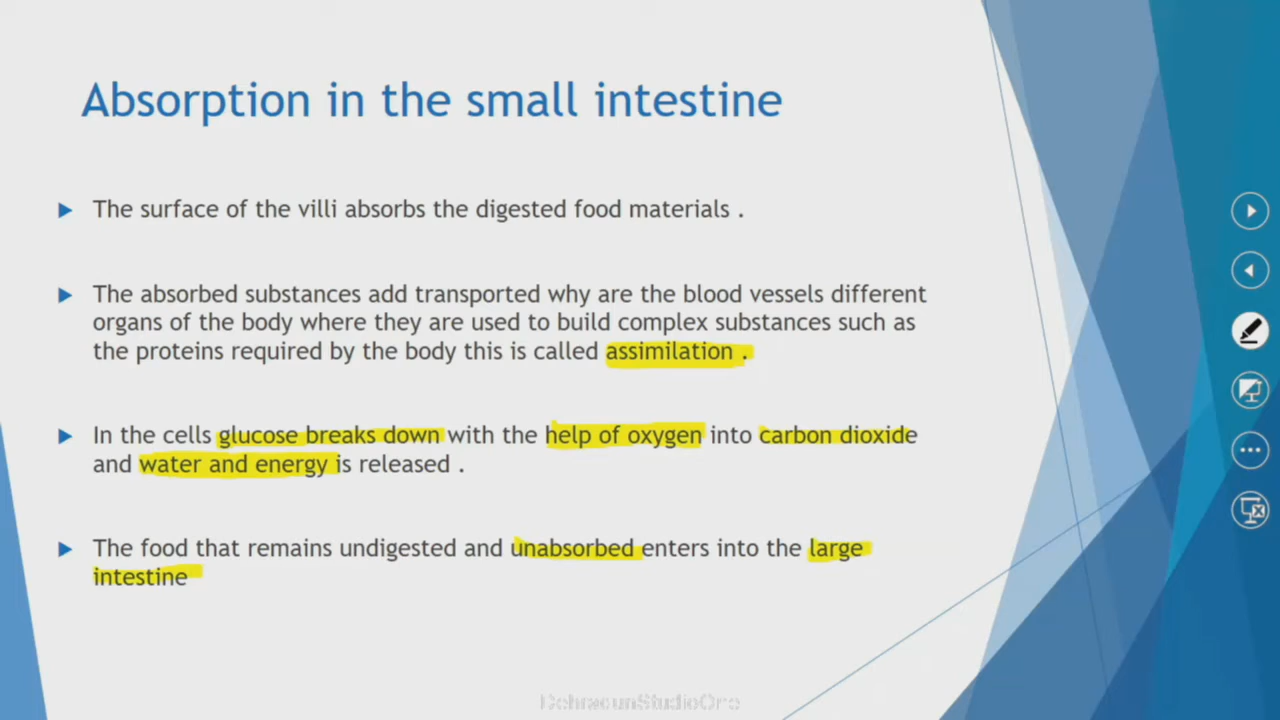 Absorption in the small intestine
The surface of the villi absorbs the digested food materials .
The absorbed substances add transported why are the blood vessels different
organs of the body where they are used to build complex substances such as
the proteins required by the body this is called assimilation .
In the cells glucose breaks down with the help of oxygen into carbon dioxide
and water and energy is released .
The food that remains undigested and unabsorbed enters into the large
intestine
DehradunStudioOne